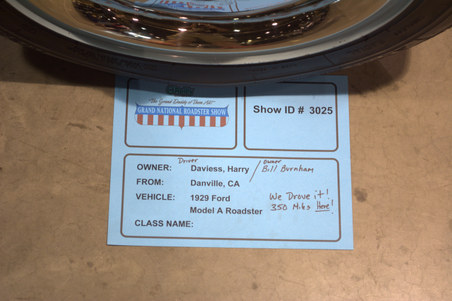 "The Grand Daddy of Them All"
GRAND NATIONAL ROADSTER SHOW
Show ID # 3025
Driver
owner
OWNER: Daviess, Harry / Bill Burnham
FROM: Danville, CA
VEHICLE: 1929 Ford
Model A Roadster
We Drove it!
350 Miles Here!
CLASS NAME: